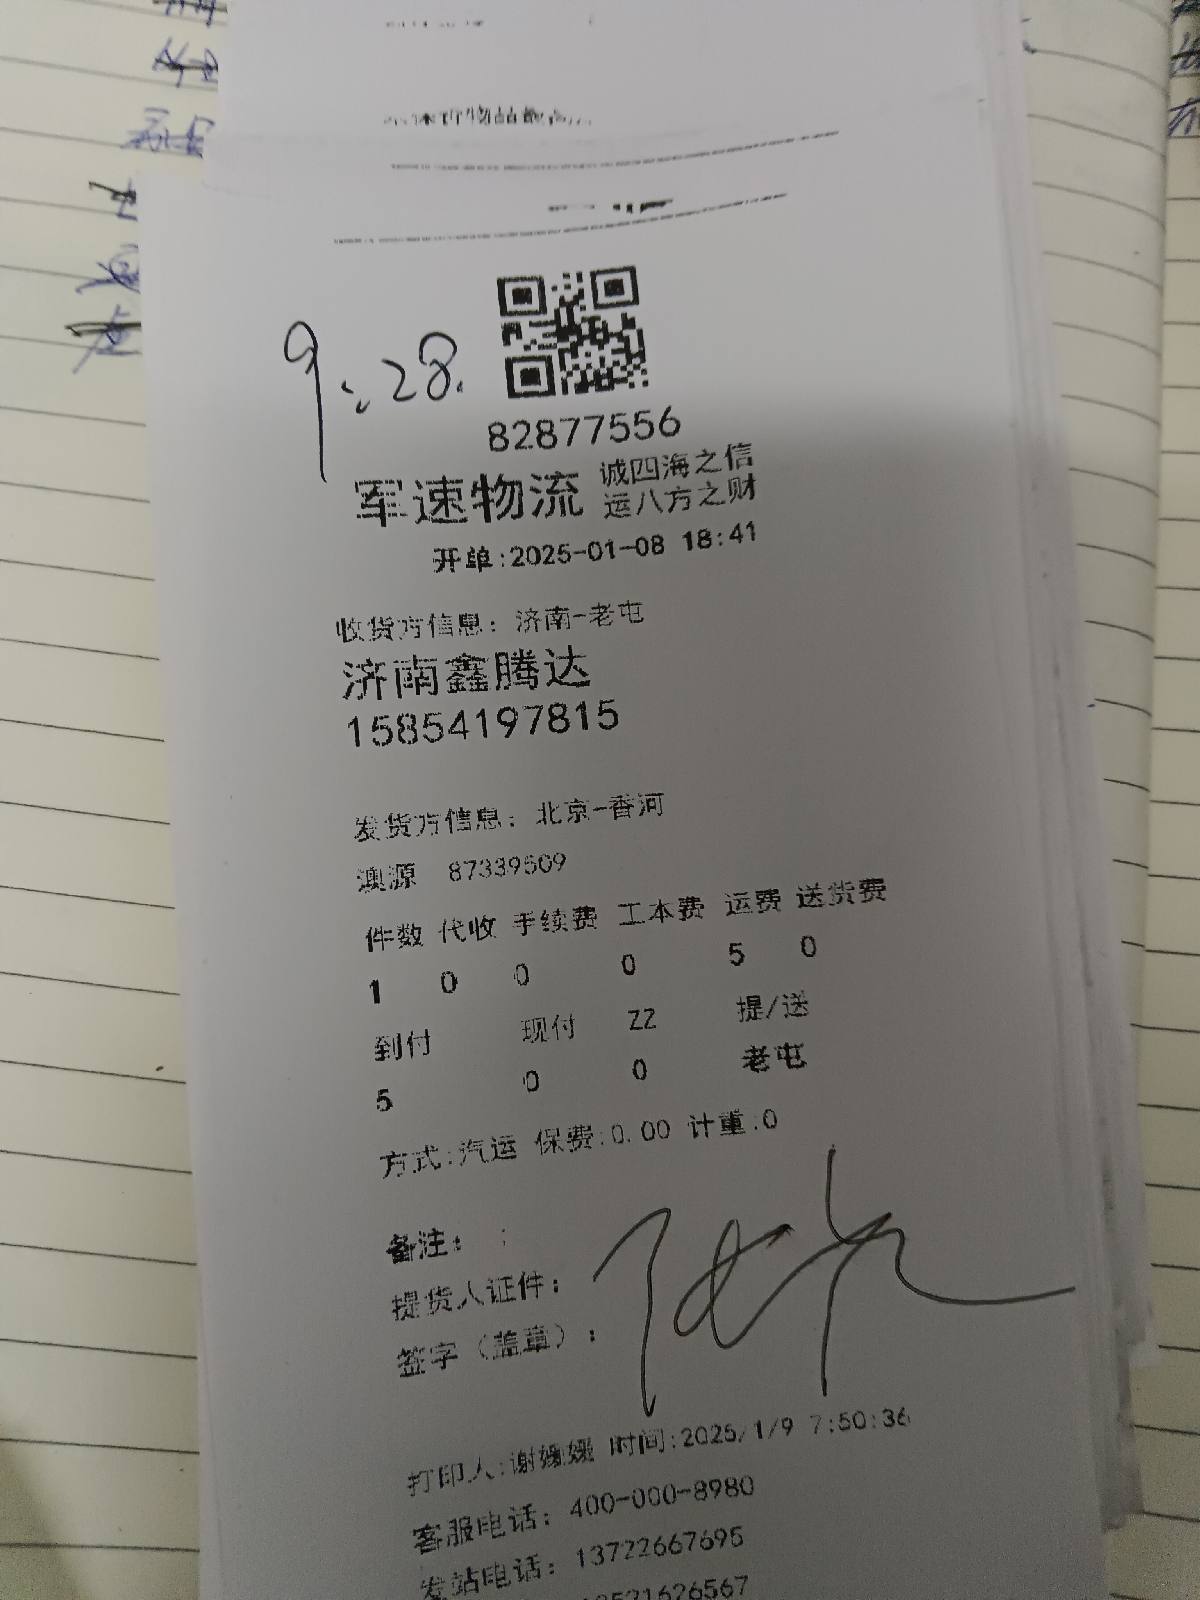 9:28.
82877556
军速物流 诚四海之信
运八方之财
开单:2025-01-08 18:41
收货方信息：济南-老屯
济南鑫腾达
15854197815
发货方信息：北京-香河
澳源 87339509
件数 代收 手续费 工本费 运费 送货费
1 0 0 0 5 0
到付 现付 ZZ 提/送
5 0 0 老屯
方式:汽运 保费:0.00 计重:0
备注： ;
提货人证件：
签字（盖章）：
打印人:谢姗姗 时间:2025/1/9 7:50:36
客服电话：400-000-8980
发站电话：13722667695